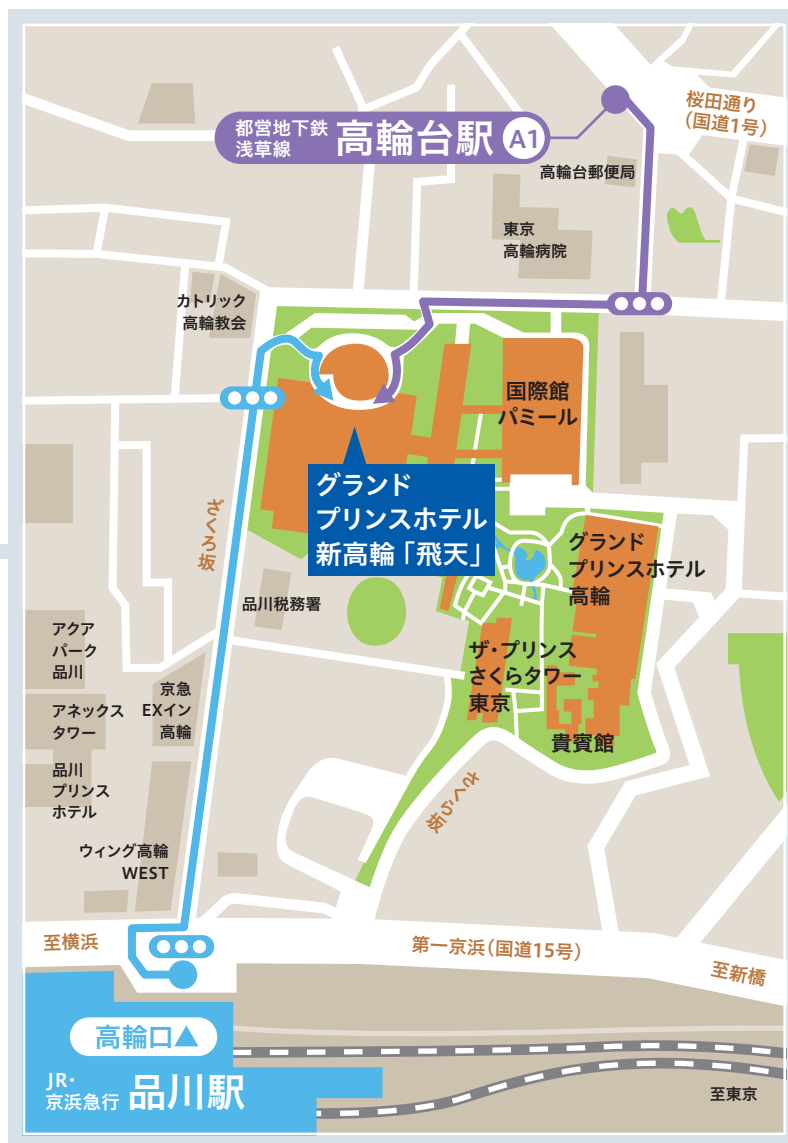 桜田通り
（国道1号）
都営地下鉄
浅草線
高輪台駅
A1
高輪台郵便局
東京
高輪病院
カトリック
高輪教会
国際館
パミール
グランド
プリンスホテル
新高輪「飛天」
ざくろ坂
グランド
プリンスホテル
高輪
品川税務署
アクア
パーク
品川
ザ・プリンス
さくらタワー
東京
京急
EXイン
高輪
アネックス
タワー
貴賓館
品川
プリンス
ホテル
さくら坂
ウィング高輪
WEST
至横浜
第一京浜（国道15号）
至新橋
高輪口▲
JR・
京浜急行
品川駅
至東京